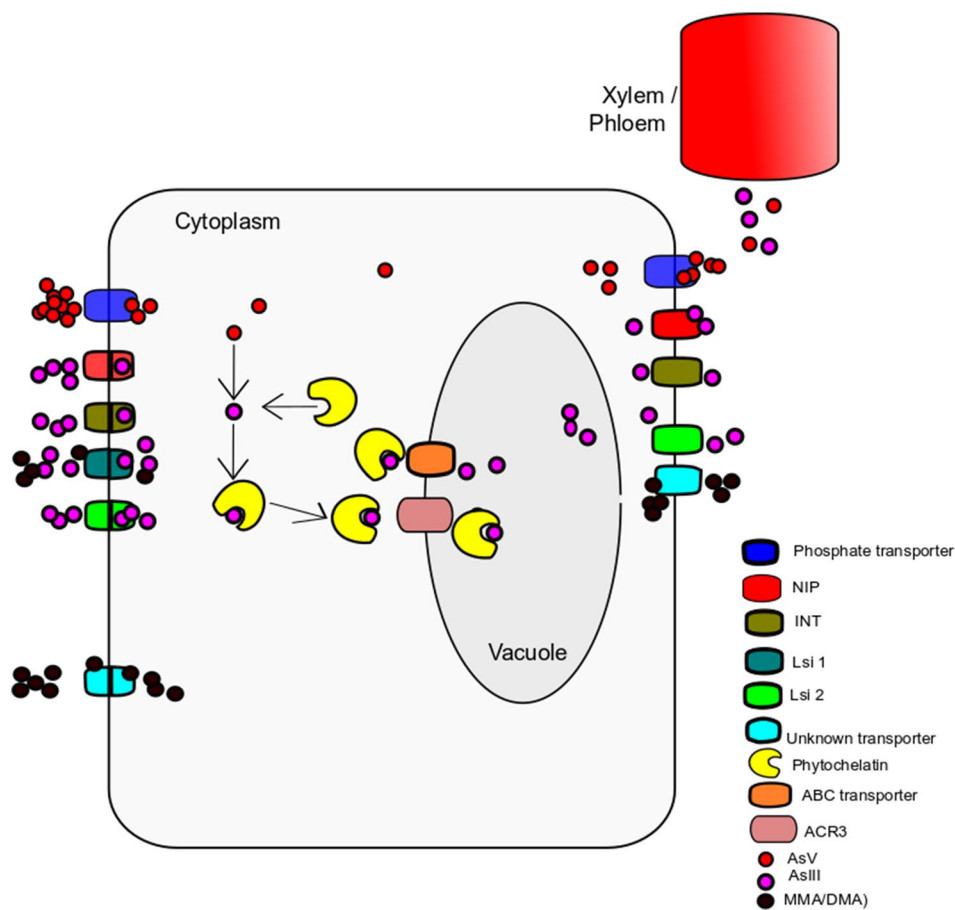 Xylem /
Phloem
Cytoplasm
Vacuole
Phosphate transporter
NIP
INT
Lsi 1
Lsi 2
Unknown transporter
Phytochelatin
ABC transporter
ACR3
AsV
AsIII
MMA/DMA)